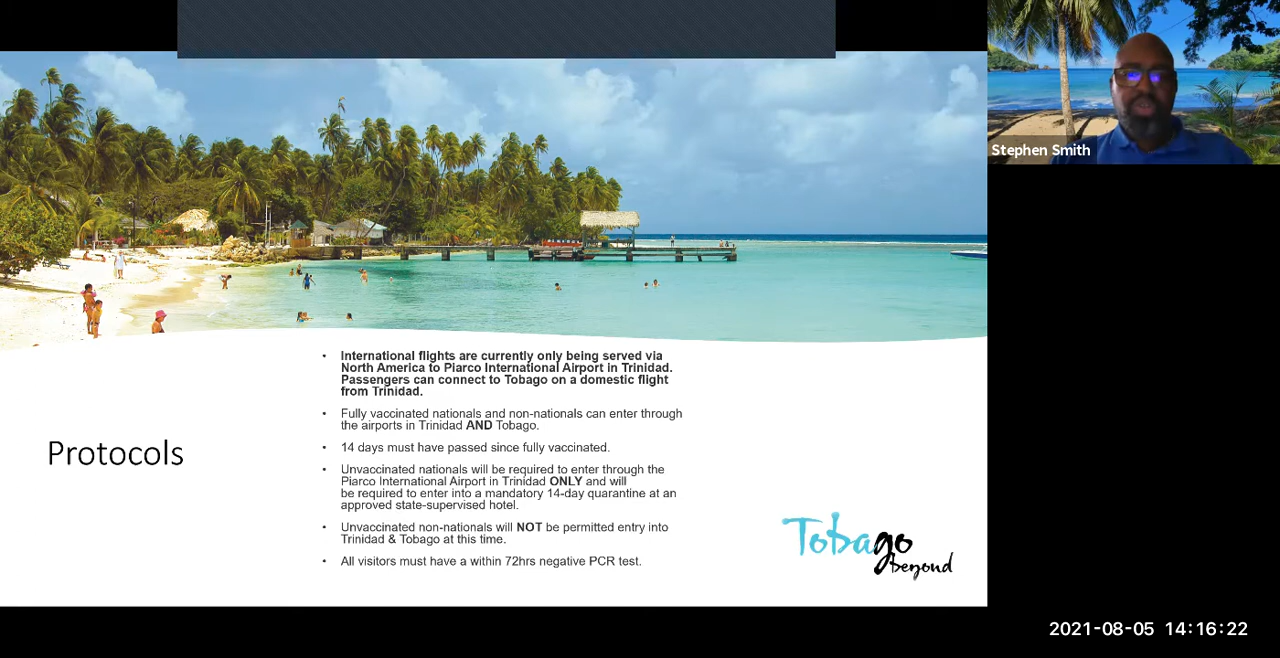 Stephen Smith
• International flights are currently only being served via
North America to Piarco International Airport in Trinidad.
Passengers can connect to Tobago on a domestic flight
from Trinidad.
• Fully vaccinated nationals and non-nationals can enter through
the airports in Trinidad AND Tobago.
Protocols
• 14 days must have passed since fully vaccinated.
• Unvaccinated nationals will be required to enter through the
Piarco International Airport in Trinidad ONLY and will
be required to enter into a mandatory 14-day quarantine at an
approved state-supervised hotel.
• Unvaccinated non-nationals will NOT be permitted entry into
Trinidad & Tobago at this time.
• All visitors must have a within 72hrs negative PCR test.
Tobago
beyond
2021-08-05 14:16:22